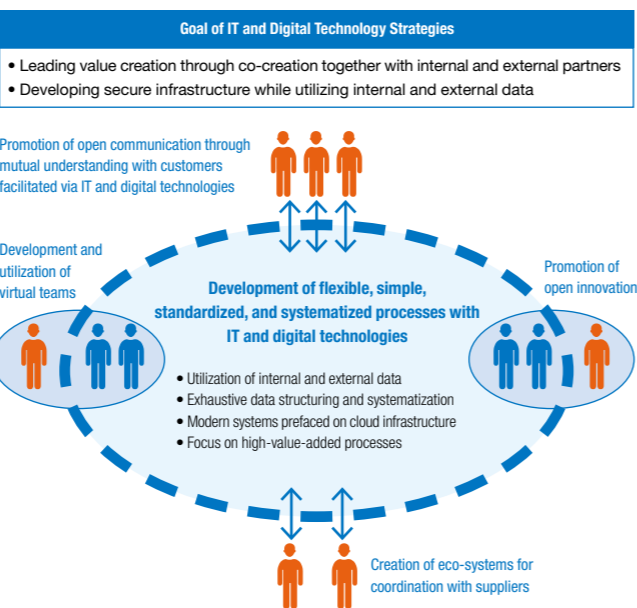 Goal of IT and Digital Technology Strategies
• Leading value creation through co-creation together with internal and external partners
• Developing secure infrastructure while utilizing internal and external data
Promotion of open communication through
mutual understanding with customers
facilitated via IT and digital technologies
Development and
utilization of
virtual teams
Promotion of
open innovation
Development of flexible, simple,
standardized, and systematized processes with
IT and digital technologies
• Utilization of internal and external data
• Exhaustive data structuring and systematization
• Modern systems prefaced on cloud infrastructure
• Focus on high-value-added processes
Creation of eco-systems for
coordination with suppliers